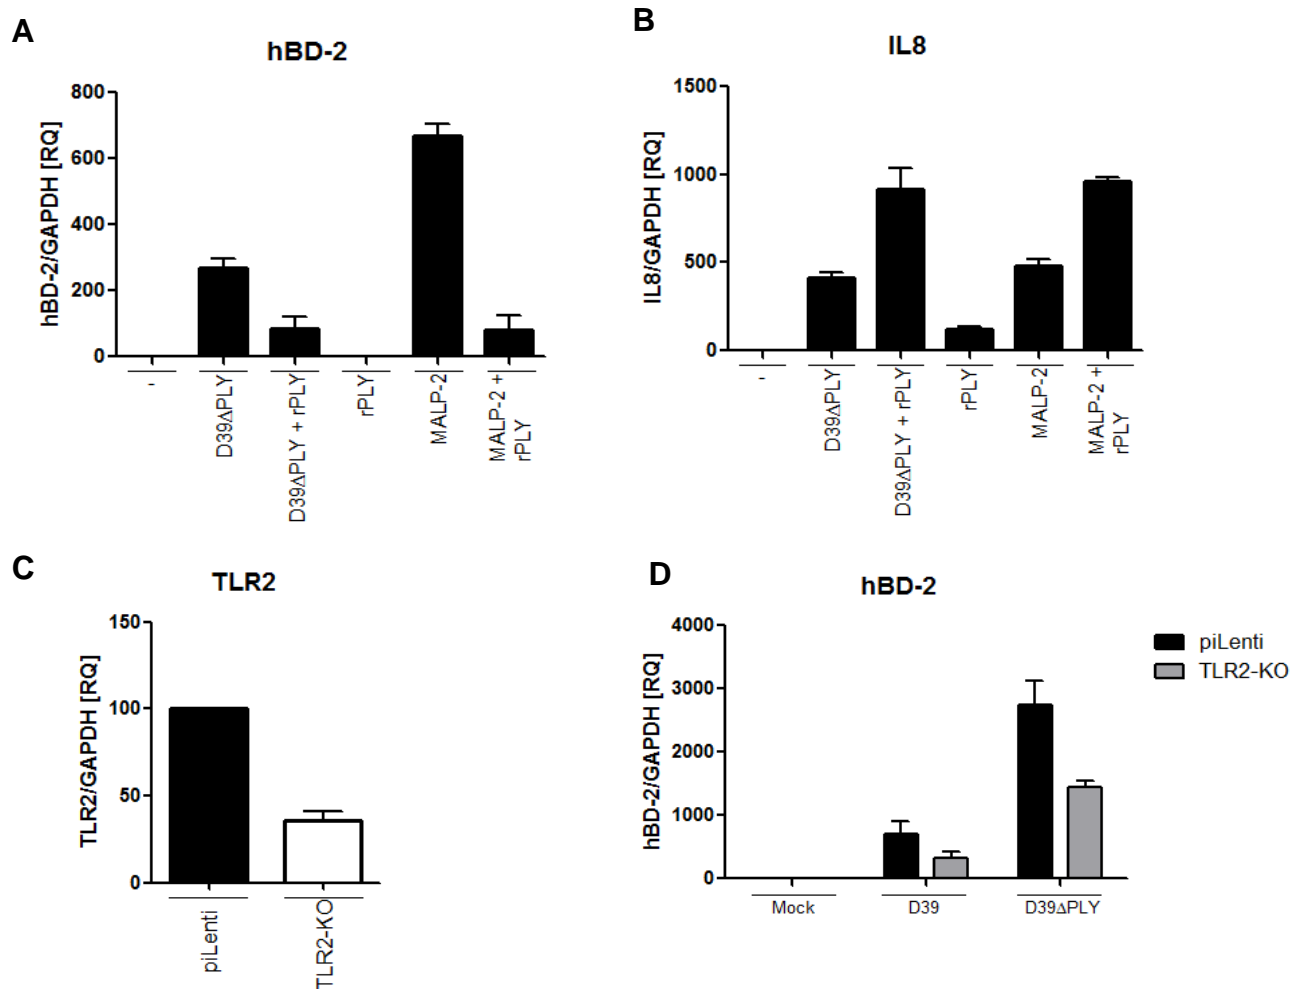 A
hBD-2
hBD-2/GAPDH [RQ]
800
600
400
200
0
-
D39ΔPLY
D39ΔPLY + rPLY
rPLY
MALP-2
MALP-2 +
rPLY
B
IL8
IL8/GAPDH [RQ]
1500
1000
500
0
-
D39ΔPLY
D39ΔPLY + rPLY
rPLY
MALP-2
MALP-2 +
rPLY
C
TLR2
TLR2/GAPDH [RQ]
150
100
50
0
piLenti
TLR2-KO
D
hBD-2
hBD-2/GAPDH [RQ]
4000
3000
2000
1000
0
Mock
D39
D39ΔPLY
piLenti
TLR2-KO